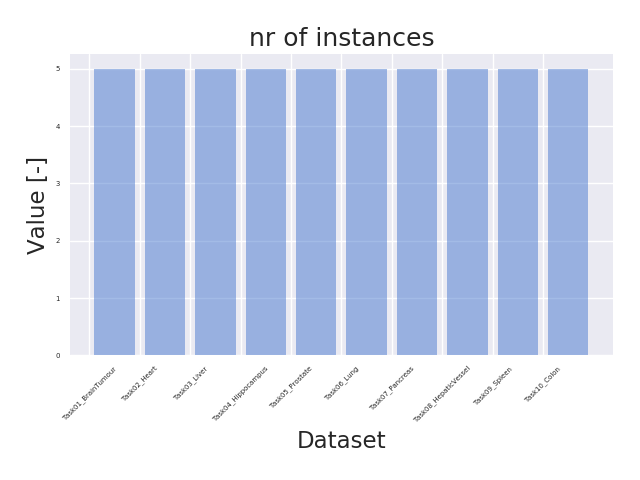 nr of instances
Value [-]
5
4
3
2
1
0
Task01_BrainTumour
Task02_Heart
Task03_Liver
Task04_Hippocampus
Task05_Prostate
Task06_Lung
Task07_Pancreas
Task08_HepaticVessel
Task09_Spleen
Task10_Colon
Dataset